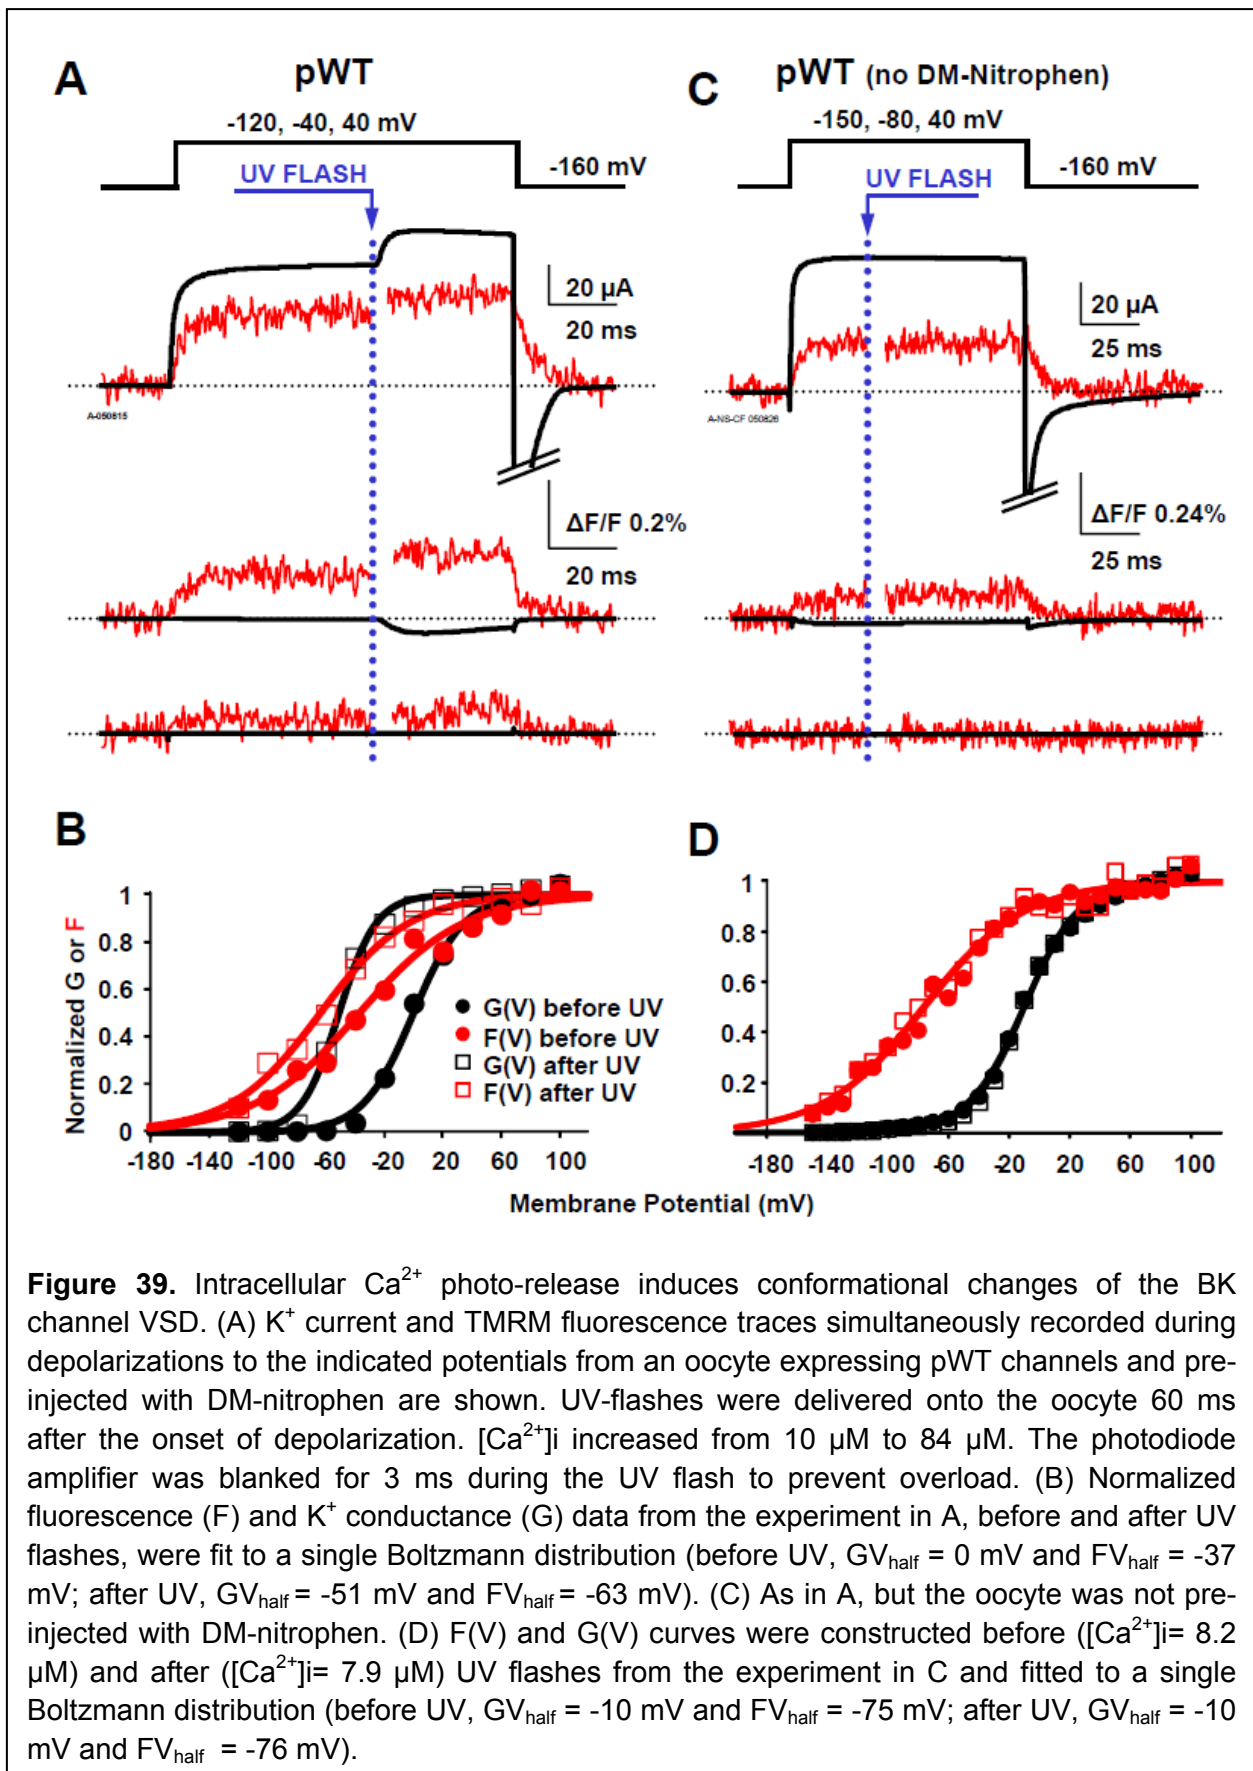 A
pWT
-120, -40, 40 mV
UV FLASH
-160 mV
20 µA
20 ms
A-050815
ΔF/F 0.2%
20 ms
C
pWT (no DM-Nitrophen)
-150, -80, 40 mV
UV FLASH
-160 mV
20 µA
25 ms
A-NS-CF 050826
ΔF/F 0.24%
25 ms
B
Normalized G or F
1
0.8
0.6
0.4
0.2
0
-180 -140 -100 -60 -20 20 60 100
G(V) before UV
F(V) before UV
G(V) after UV
F(V) after UV
D
1
0.8
0.6
0.4
0.2
-180 -140 -100 -60 -20 20 60 100
Membrane Potential (mV)
Figure 39. Intracellular Ca²⁺ photo-release induces conformational changes of the BK
channel VSD. (A) K⁺ current and TMRM fluorescence traces simultaneously recorded during
depolarizations to the indicated potentials from an oocyte expressing pWT channels and pre-
injected with DM-nitrophen are shown. UV-flashes were delivered onto the oocyte 60 ms
after the onset of depolarization. [Ca²⁺]i increased from 10 µM to 84 µM. The photodiode
amplifier was blanked for 3 ms during the UV flash to prevent overload. (B) Normalized
fluorescence (F) and K⁺ conductance (G) data from the experiment in A, before and after UV
flashes, were fit to a single Boltzmann distribution (before UV, GVhalf = 0 mV and FVhalf = -37
mV; after UV, GVhalf = -51 mV and FVhalf = -63 mV). (C) As in A, but the oocyte was not pre-
injected with DM-nitrophen. (D) F(V) and G(V) curves were constructed before ([Ca²⁺]i= 8.2
µM) and after ([Ca²⁺]i= 7.9 µM) UV flashes from the experiment in C and fitted to a single
Boltzmann distribution (before UV, GVhalf = -10 mV and FVhalf = -75 mV; after UV, GVhalf = -10
mV and FVhalf = -76 mV).